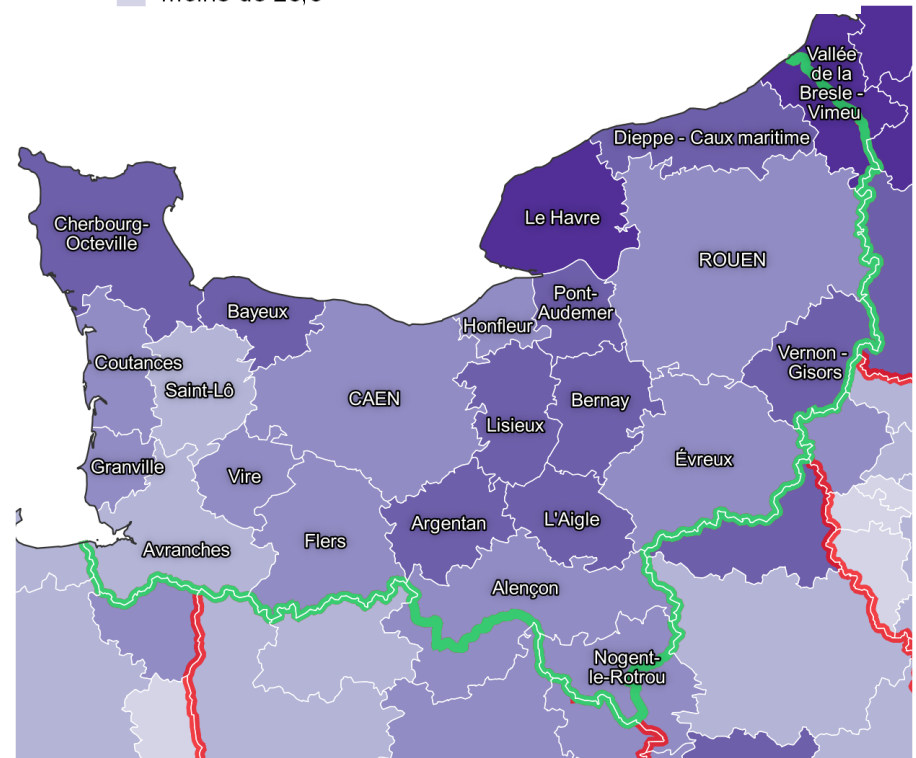 Vallée
de la
Bresle -
Vimeu
Dieppe - Caux maritime
Le Havre
Cherbourg-
Octeville
ROUEN
Pont-
Audemer
Bayeux
Honfleur
Vernon -
Gisors
Coutances
Saint-Lô
CAEN
Bernay
Lisieux
Évreux
Granville
Vire
Argentan
L'Aigle
Flers
Avranches
Alençon
Nogent-
le-Rotrou